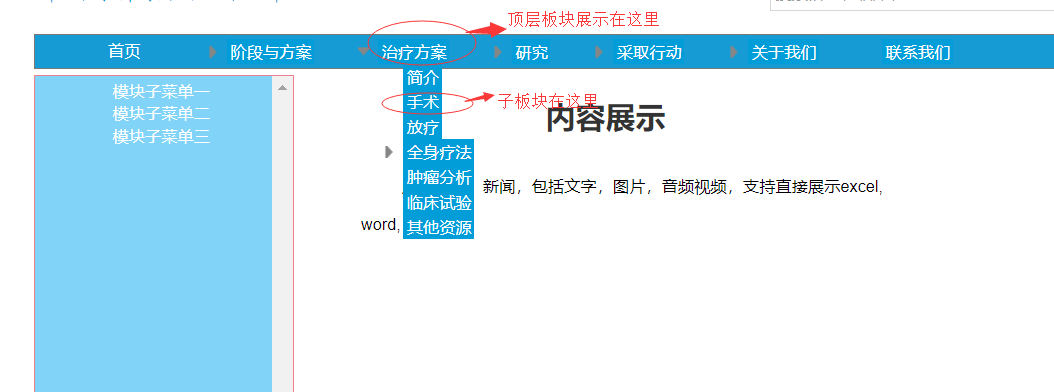 顶层板块展示在这里
首页 阶段与方案 治疗方案 研究 采取行动 关于我们 联系我们
简介
手术
放疗
全身疗法
肿瘤分析
临床试验
其他资源
子板块在这里
模块子菜单一
模块子菜单二
模块子菜单三
内容展示
新闻，包括文字，图片，音频视频，支持直接展示excel,
word,